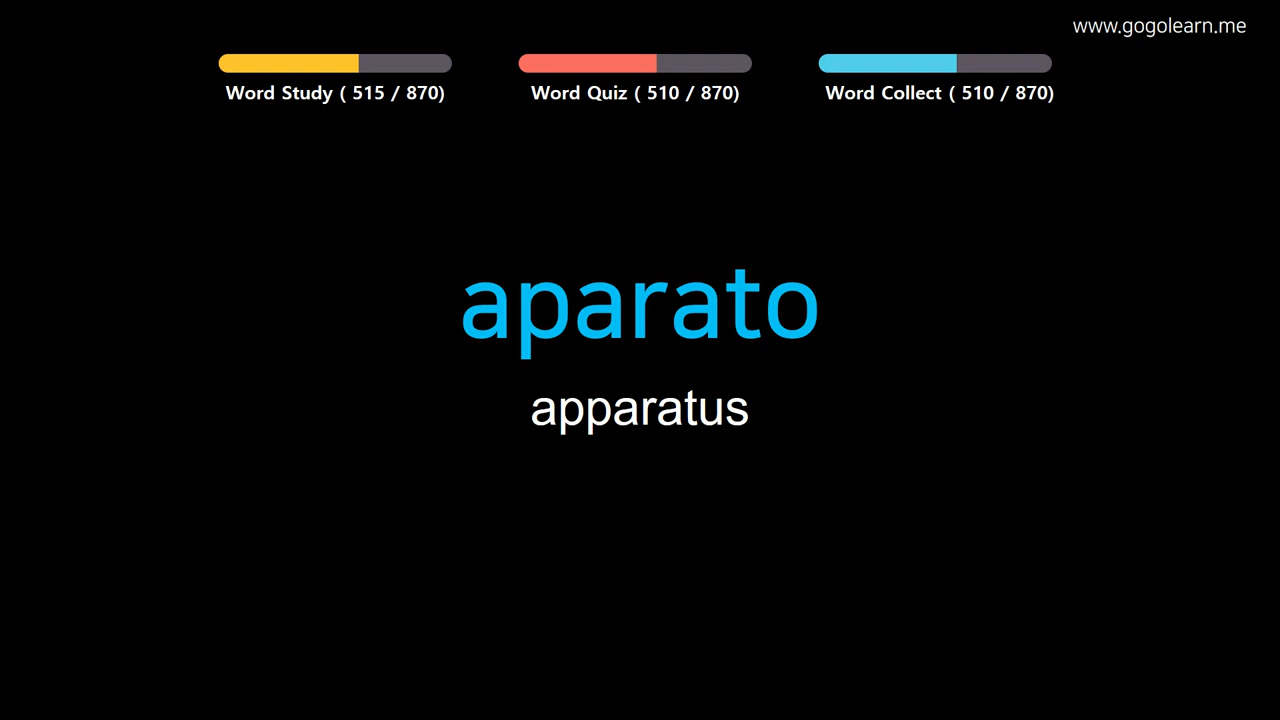 www.gogolearn.me
Word Study ( 515 / 870)
Word Quiz ( 510 / 870)
Word Collect ( 510 / 870)
aparato
apparatus